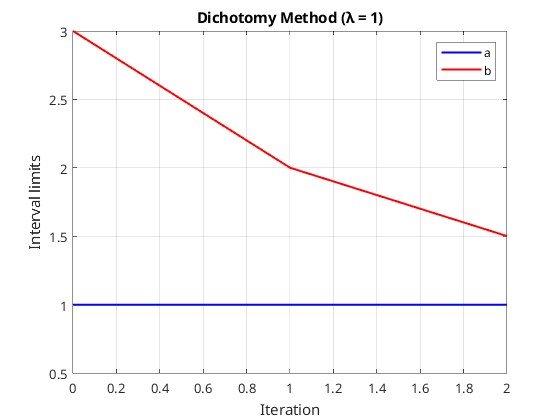 Dichotomy Method (λ = 1)
3
2.5
2
1.5
1
0.5
Interval limits
a
b
0 0.2 0.4 0.6 0.8 1 1.2 1.4 1.6 1.8 2
Iteration